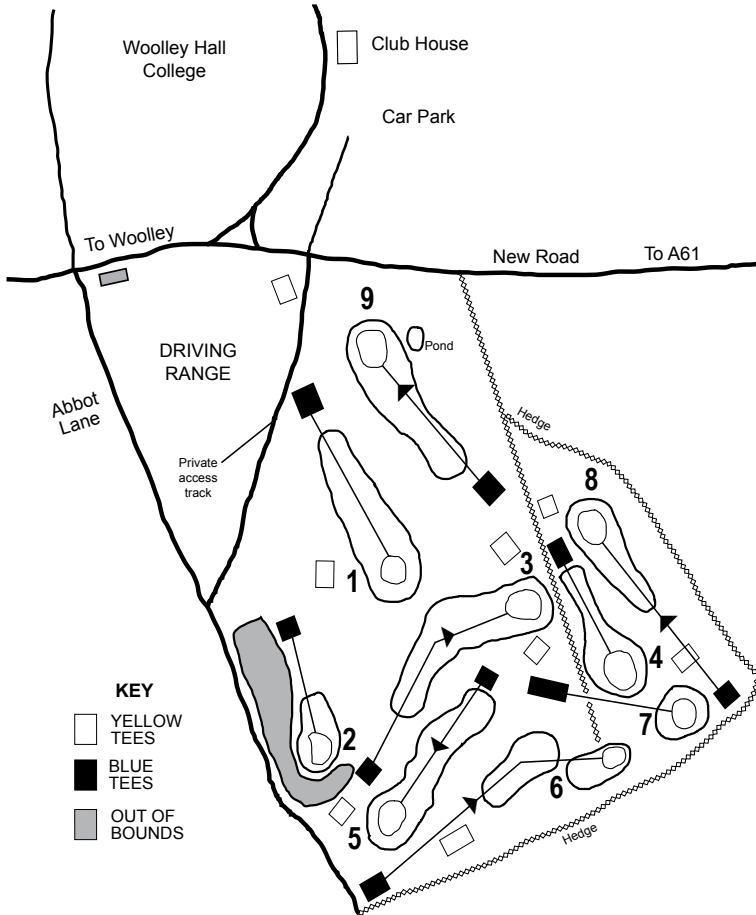 Woolley Hall
College
Club House
Car Park
To Woolley
New Road
To A61
9
Pond
DRIVING
RANGE
Abbot
Lane
Hedge
Private
access
track
8
3
1
4
KEY
YELLOW
TEES
2
7
BLUE
TEES
6
5
OUT OF
BOUNDS
Hedge